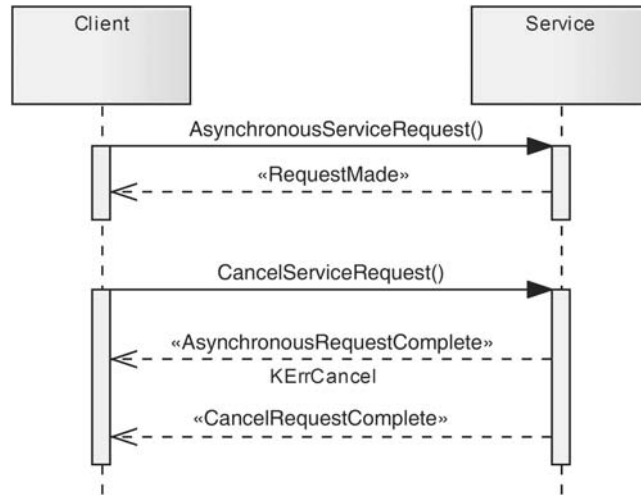 Client
Service
AsynchronousServiceRequest()
«RequestMade»
CancelServiceRequest()
«AsynchronousRequestComplete»
KErrCancel
«CancelRequestComplete»